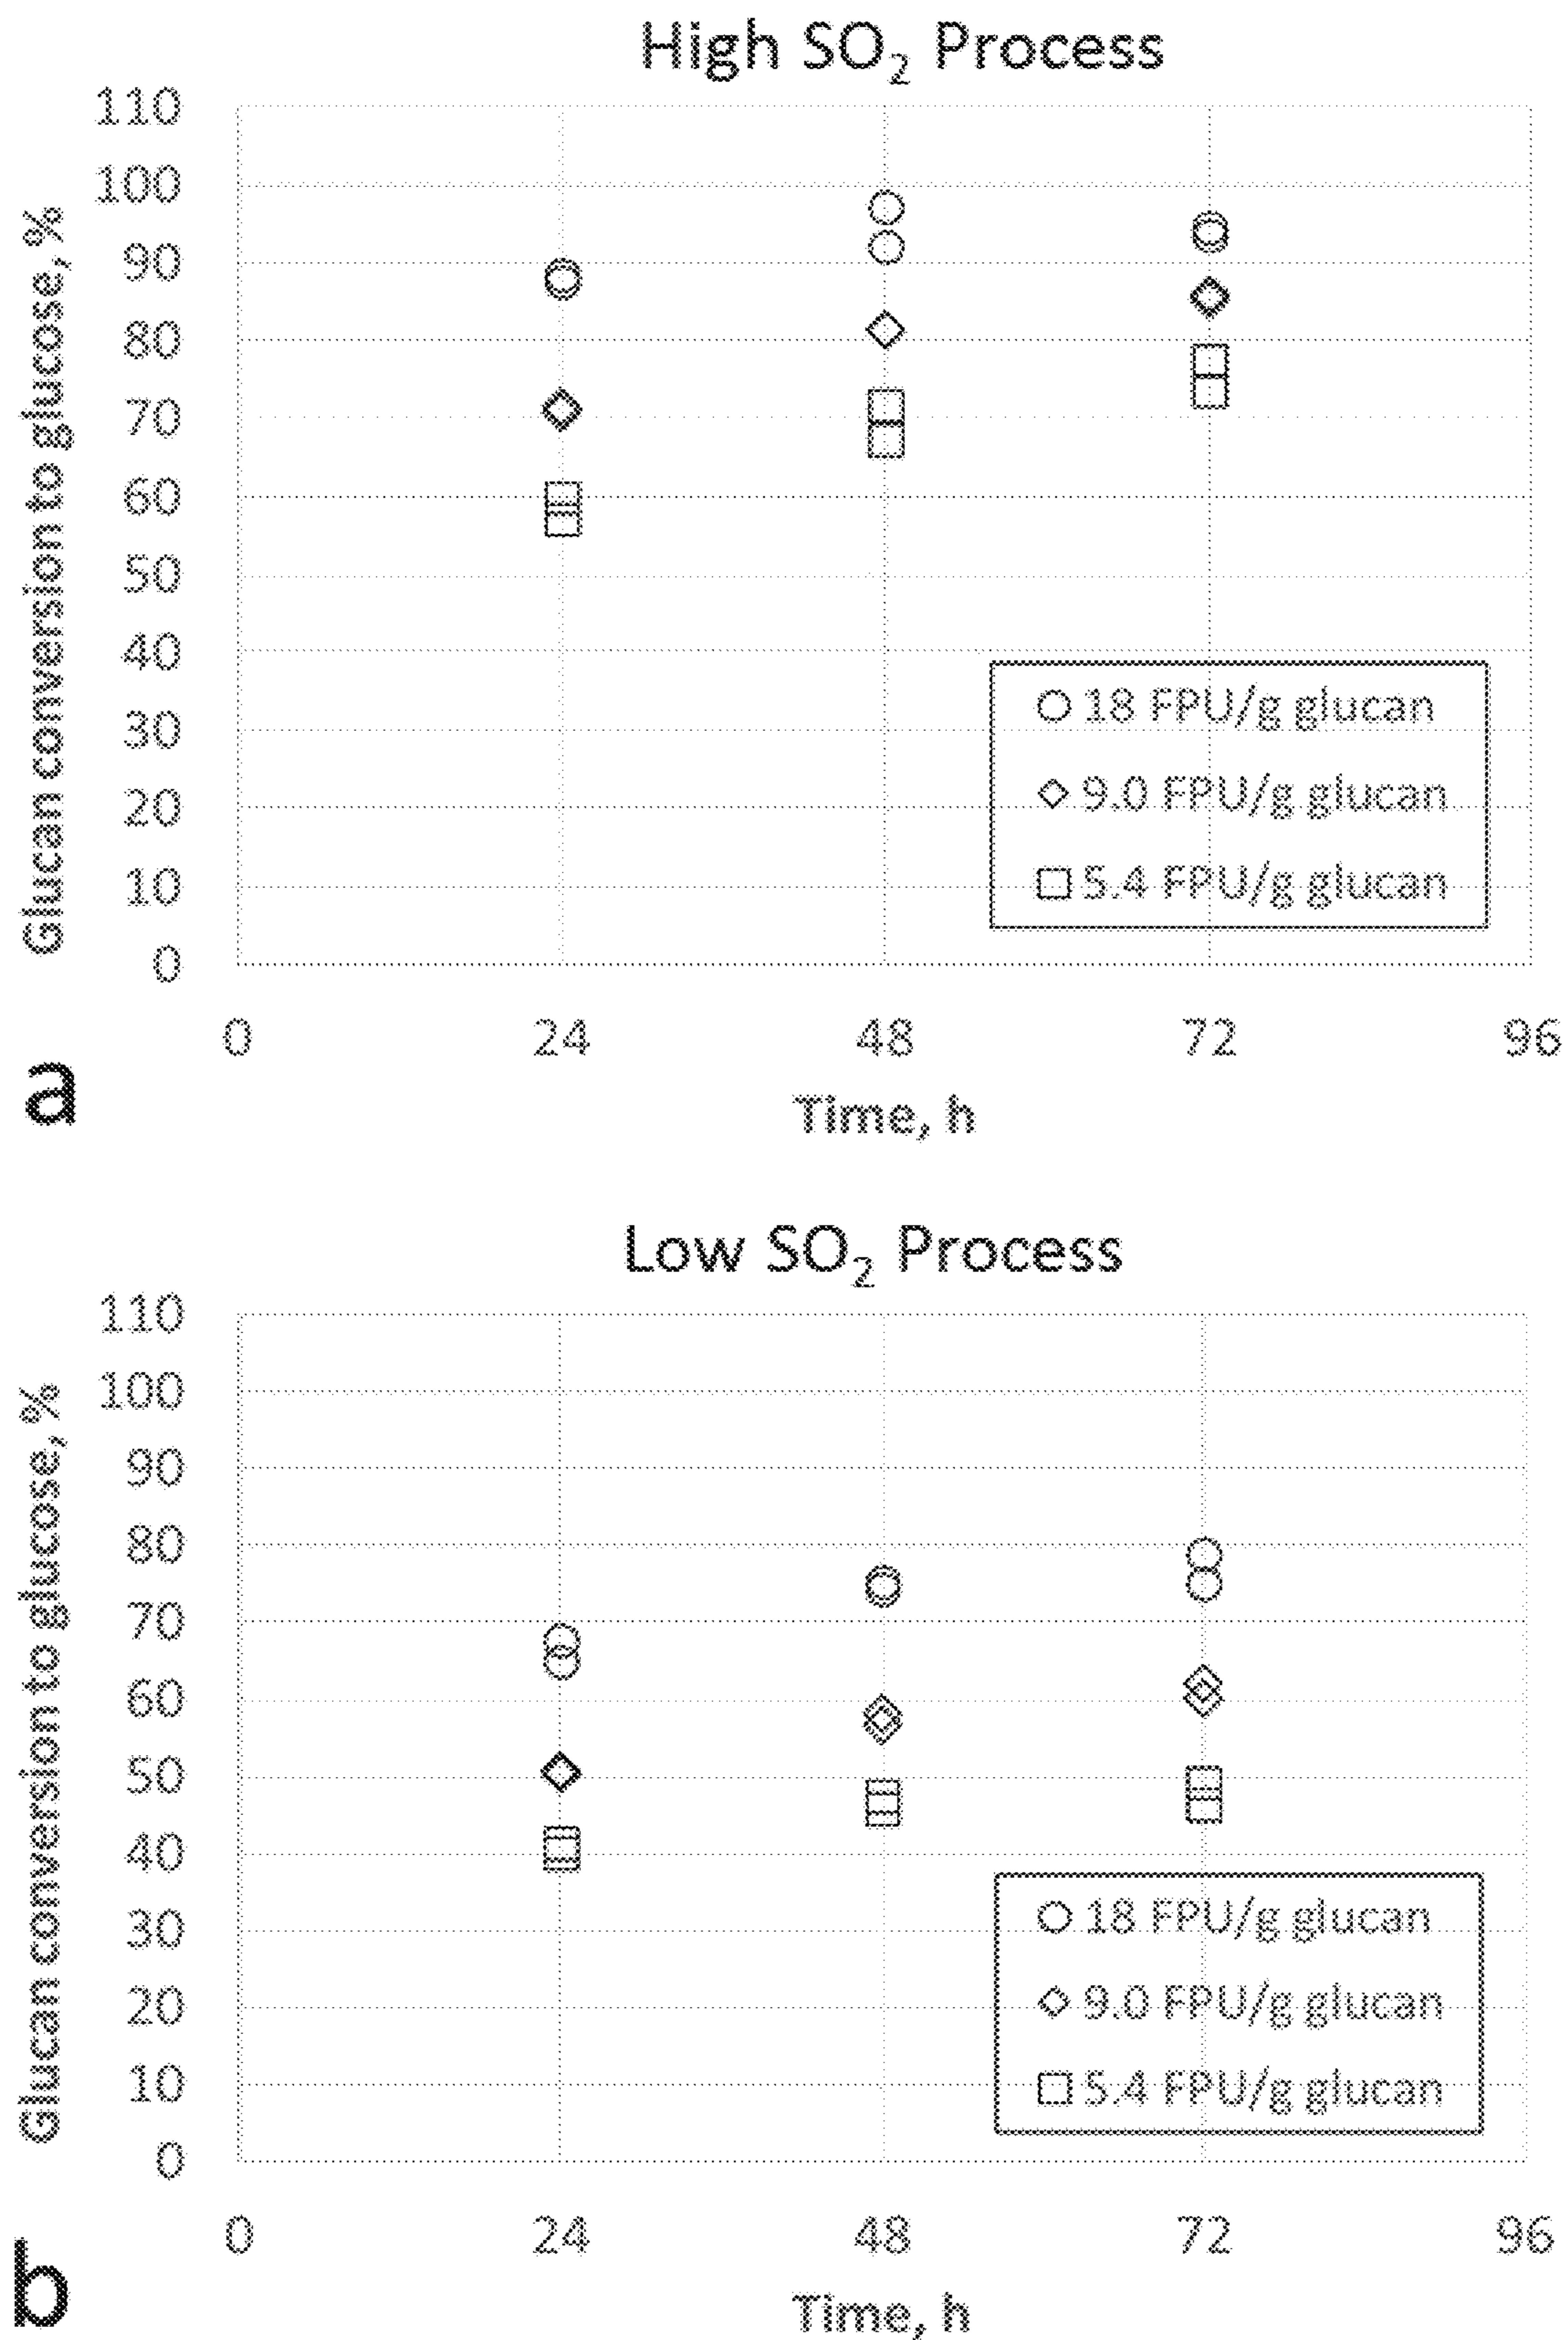 High SO₂ Process
Glucan conversion to glucose, %
110
100
90
80
70
60
50
40
30
20
10
0
18 FPU/g glucan
9.0 FPU/g glucan
5.4 FPU/g glucan
0 24 48 72 96
Time, h
a
Low SO₂ Process
Glucan conversion to glucose, %
110
100
90
80
70
60
50
40
30
20
10
0
18 FPU/g glucan
9.0 FPU/g glucan
5.4 FPU/g glucan
0 24 48 72 96
Time, h
b